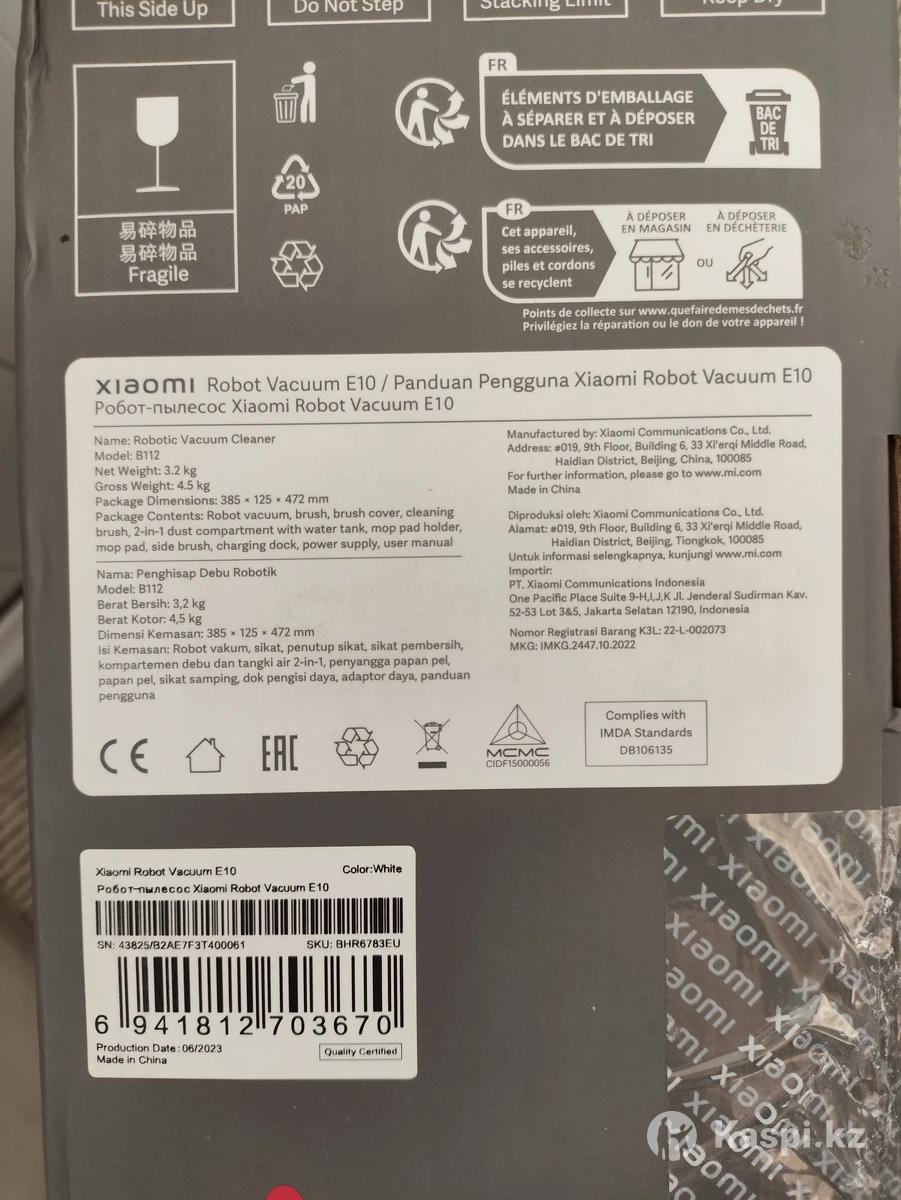 This Side Up
Do Not Step
Stacking Limit
Keep Dry
易碎物品
易碎物品
Fragile
20
PAP
FR
ÉLÉMENTS D'EMBALLAGE
À SÉPARER ET À DÉPOSER
DANS LE BAC DE TRI
BAC
DE
TRI
FR
Cet appareil,
ses accessoires,
piles et cordons
se recyclent
À DÉPOSER
EN MAGASIN
OU
À DÉPOSER
EN DÉCHÈTERIE
Points de collecte sur www.quefairedemesdechets.fr
Privilégiez la réparation ou le don de votre appareil !
xiaomi Robot Vacuum E10 / Panduan Pengguna Xiaomi Robot Vacuum E10
Робот-пылесос Xiaomi Robot Vacuum E10
Name: Robotic Vacuum Cleaner
Model: B112
Net Weight: 3.2 kg
Gross Weight: 4.5 kg
Package Dimensions: 385 × 125 × 472 mm
Package Contents: Robot vacuum, brush, brush cover, cleaning
brush, 2-in-1 dust compartment with water tank, mop pad holder,
mop pad, side brush, charging dock, power supply, user manual
Nama: Penghisap Debu Robotik
Model: B112
Berat Bersih: 3,2 kg
Berat Kotor: 4,5 kg
Dimensi Kemasan: 385 × 125 × 472 mm
Isi Kemasan: Robot vakum, sikat, penutup sikat, sikat pembersih,
kompartemen debu dan tangki air 2-in-1, penyangga papan pel,
papan pel, sikat samping, dok pengisi daya, adaptor daya, panduan
pengguna
Manufactured by: Xiaomi Communications Co., Ltd.
Address: #019, 9th Floor, Building 6, 33 Xi'erqi Middle Road,
Haidian District, Beijing, China, 100085
For further information, please go to www.mi.com
Made in China
Diproduksi oleh: Xiaomi Communications Co., Ltd.
Alamat: #019, 9th Floor, Building 6, 33 Xi'erqi Middle Road,
Haidian District, Beijing, Tiongkok, 100085
Untuk informasi selengkapnya, kunjungi www.mi.com
Importir:
PT. Xiaomi Communications Indonesia
One Pacific Place Suite 9-H,I,J,K Jl. Jenderal Sudirman Kav.
52-53 Lot 3&5, Jakarta Selatan 12190, Indonesia
Nomor Registrasi Barang K3L: 22-L-002073
MKG: IMKG.2447.10.2022
CE
EAC
MCMC
CIDF15000056
Complies with
IMDA Standards
DB106135
Xiaomi Robot Vacuum E10
Color:White
Робот-пылесос Xiaomi Robot Vacuum E10
SN: 43825/B2AE7F3T400061
SKU: BHR6783EU
6 941812 703670
Production Date: 06/2023
Made in China
Quality Certified
xiaomi xiaomi
xiaomi xiaomi
xiaomi
Kaspi.kz